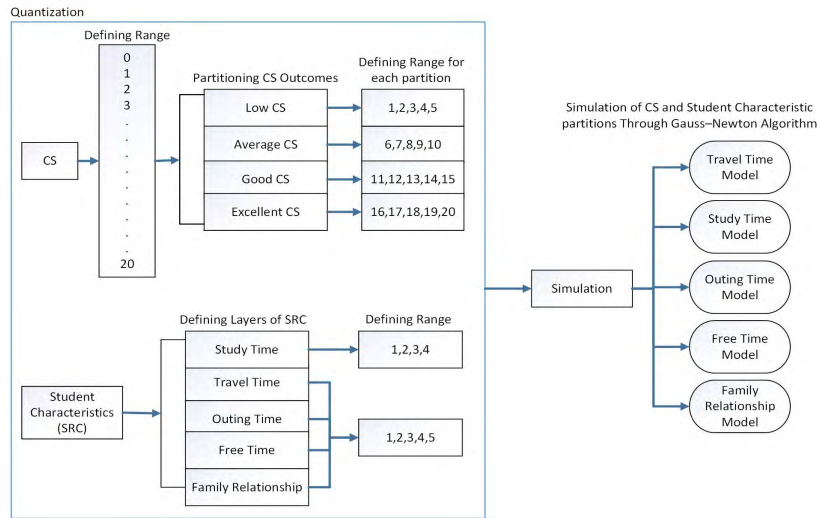 Quantization
Defining Range
0
1
2
3
.
.
.
.
.
.
.
.
.
20
CS
Partitioning CS Outcomes
Low CS
Average CS
Good CS
Excellent CS
Defining Range for
each partition
1,2,3,4,5
6,7,8,9,10
11,12,13,14,15
16,17,18,19,20
Student
Characteristics
(SRC)
Defining Layers of SRC
Study Time
Travel Time
Outing Time
Free Time
Family Relationship
Defining Range
1,2,3,4
1,2,3,4,5
Simulation
Simulation of CS and Student Characteristic
partitions Through Gauss–Newton Algorithm
Travel Time
Model
Study Time
Model
Outing Time
Model
Free Time
Model
Family
Relationship
Model